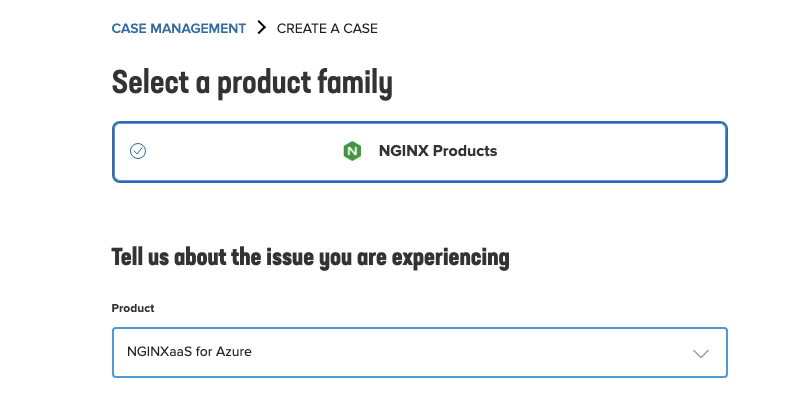 CASE MANAGEMENT > CREATE A CASE
Select a product family
NGINX Products
Tell us about the issue you are experiencing
Product
NGINXaaS for Azure